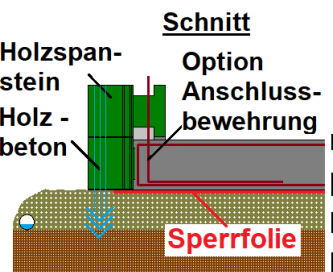 Schnitt
Holzspan-
stein
Holz -
beton
Option
Anschluss-
bewehrung
Sperrfolie